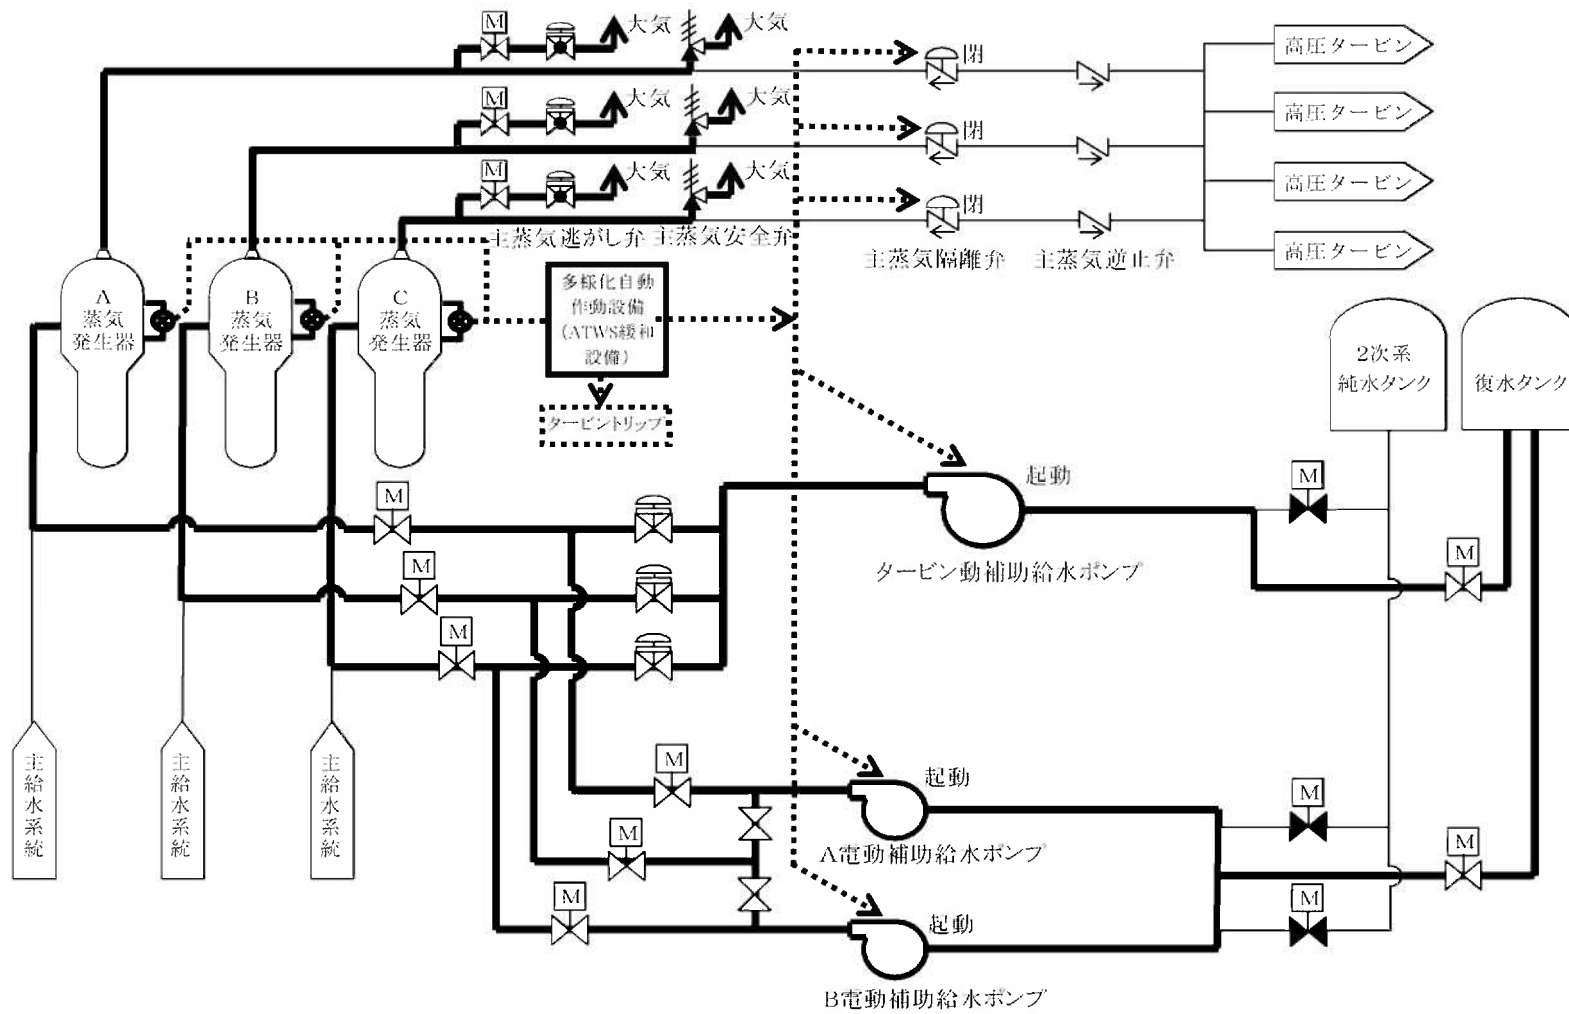 M
大気
大気
閉
高圧タービン
M
大気
大気
閉
高圧タービン
M
大気
大気
閉
高圧タービン
主蒸気逃がし弁
主蒸気安全弁
主蒸気隔離弁
主蒸気逆止弁
高圧タービン
A
蒸気
発生器
B
蒸気
発生器
C
蒸気
発生器
多様化自動
作動設備
(ATWS緩和
設備)
タービントリップ
2次系
純水タンク
復水タンク
M
起動
M
タービン動補助給水ポンプ
M
M
M
主給水系統
主給水系統
主給水系統
M
起動
M
A電動補助給水ポンプ
M
M
M
起動
M
B電動補助給水ポンプ